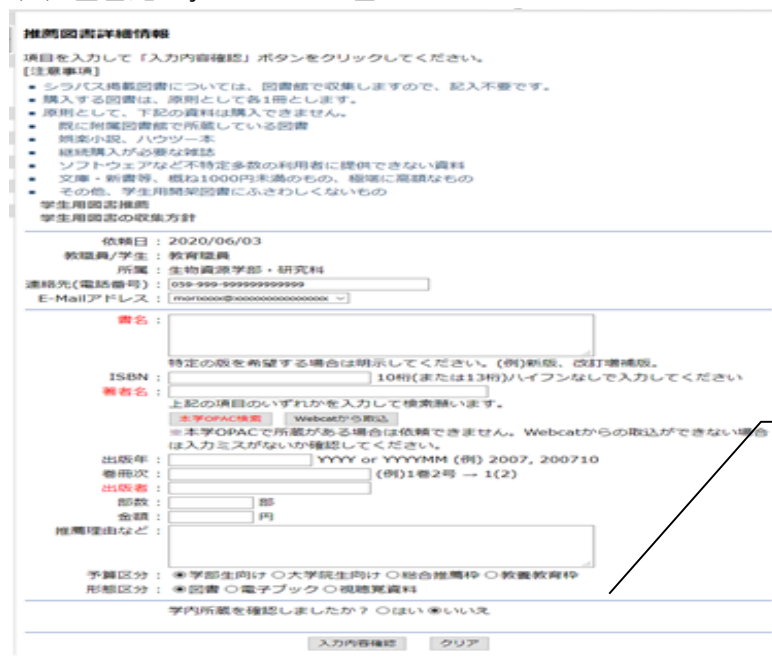 推薦図書詳細情報
項目を入力して「入力内容確認」ボタンをクリックしてください。
[注意事項]
• シラバス掲載図書については、図書館で収集しますので、記入不要です。
• 購入する図書は、原則として各1冊とします。
• 原則として、下記の資料は購入できません。
• 既に附属図書館で所蔵している図書
• 娯楽小説、ハウツー本
• 継続購入が必要な雑誌
• ソフトウェアなど不特定多数の利用者に提供できない資料
• 文庫・新書等、概ね1000円未満のもの、極端に高額なもの
• その他、学生用開架図書にふさわしくないもの
学生用図書推薦
学生用図書の収集方針
依頼日 : 2020/06/03
教職員/学生 : 教育職員
所属 : 生物資源学部・研究科
連絡先(電話番号) : 059-999-999999999999
E-Mailアドレス :
書名 :
特定の版を希望する場合は明示してください。(例)新版、改訂増補版。
ISBN : 10桁(または13桁)ハイフンなしで入力してください
著者名 :
上記の項目のいずれかを入力して検索願います。
本学OPAC検索 Webcatから取込
※本学OPACで所蔵がある場合は依頼できません。Webcatからの取込ができない場合
は入力ミスがないか確認してください。
出版年 : YYYY or YYYYMM (例) 2007, 200710
巻冊次 : (例)1巻2号 → 1(2)
出版者 :
部数 : 部
金額 : 円
推薦理由など :
予算区分 : ◉学部生向け ○大学院生向け ○総合推薦枠 ○教養教育枠
形態区分 : ◉図書 ○電子ブック ○視聴覚資料
学内所蔵を確認しましたか？ ○はい ◉いいえ
入力内容確認 クリア